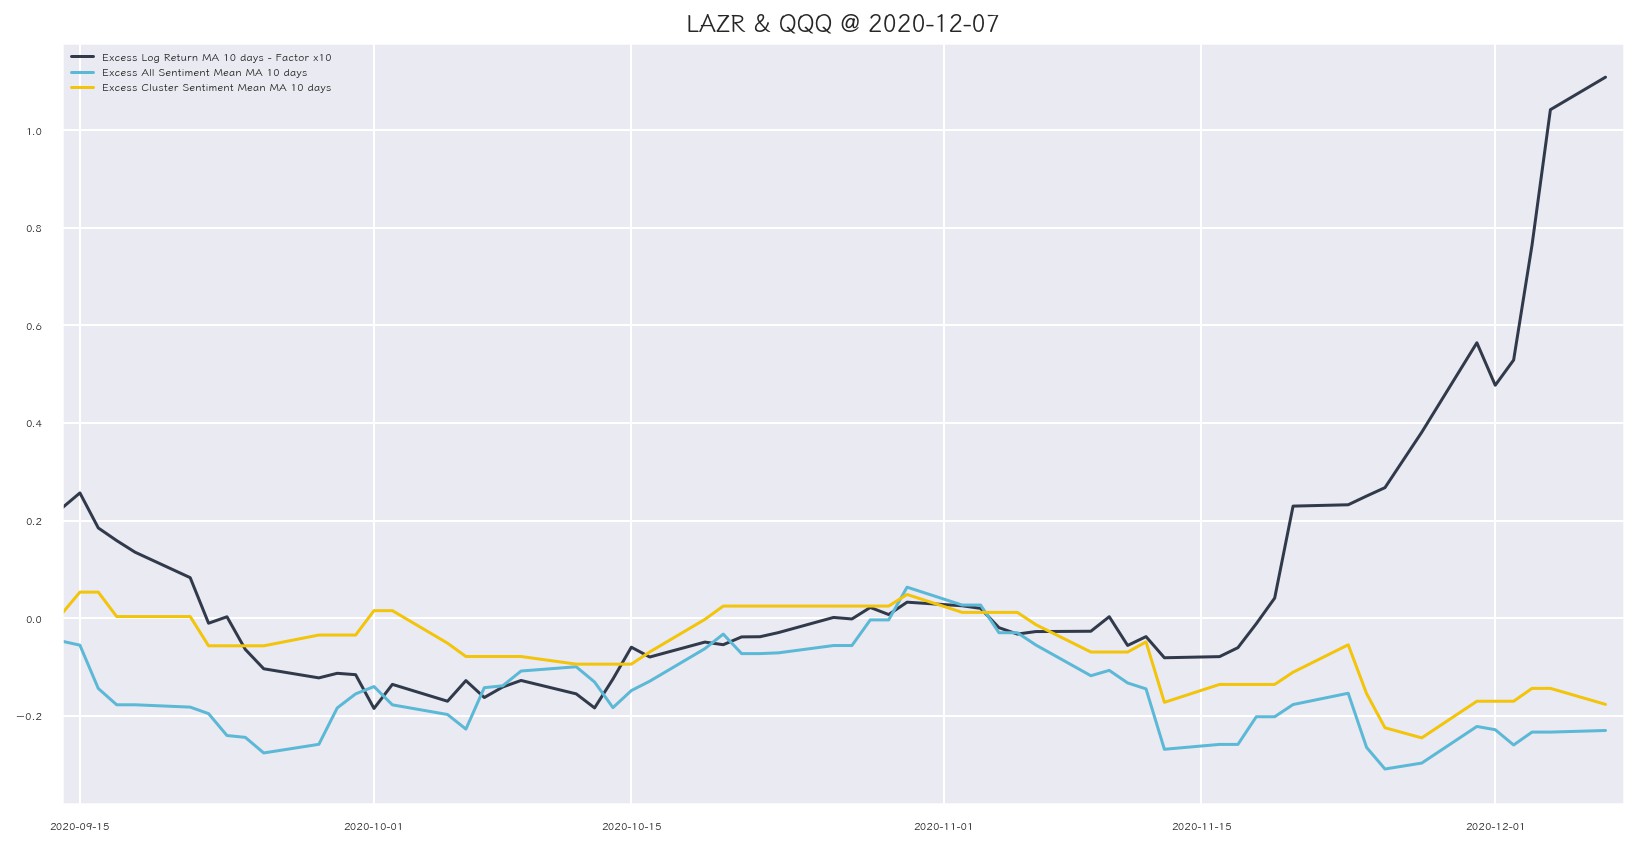 LAZR & QQQ @ 2020-12-07
Excess Log Return MA 10 days - Factor x10
Excess All Sentiment Mean MA 10 days
Excess Cluster Sentiment Mean MA 10 days
1.0
0.8
0.6
0.4
0.2
0.0
−0.2
2020-09-15 2020-10-01 2020-10-15 2020-11-01 2020-11-15 2020-12-01